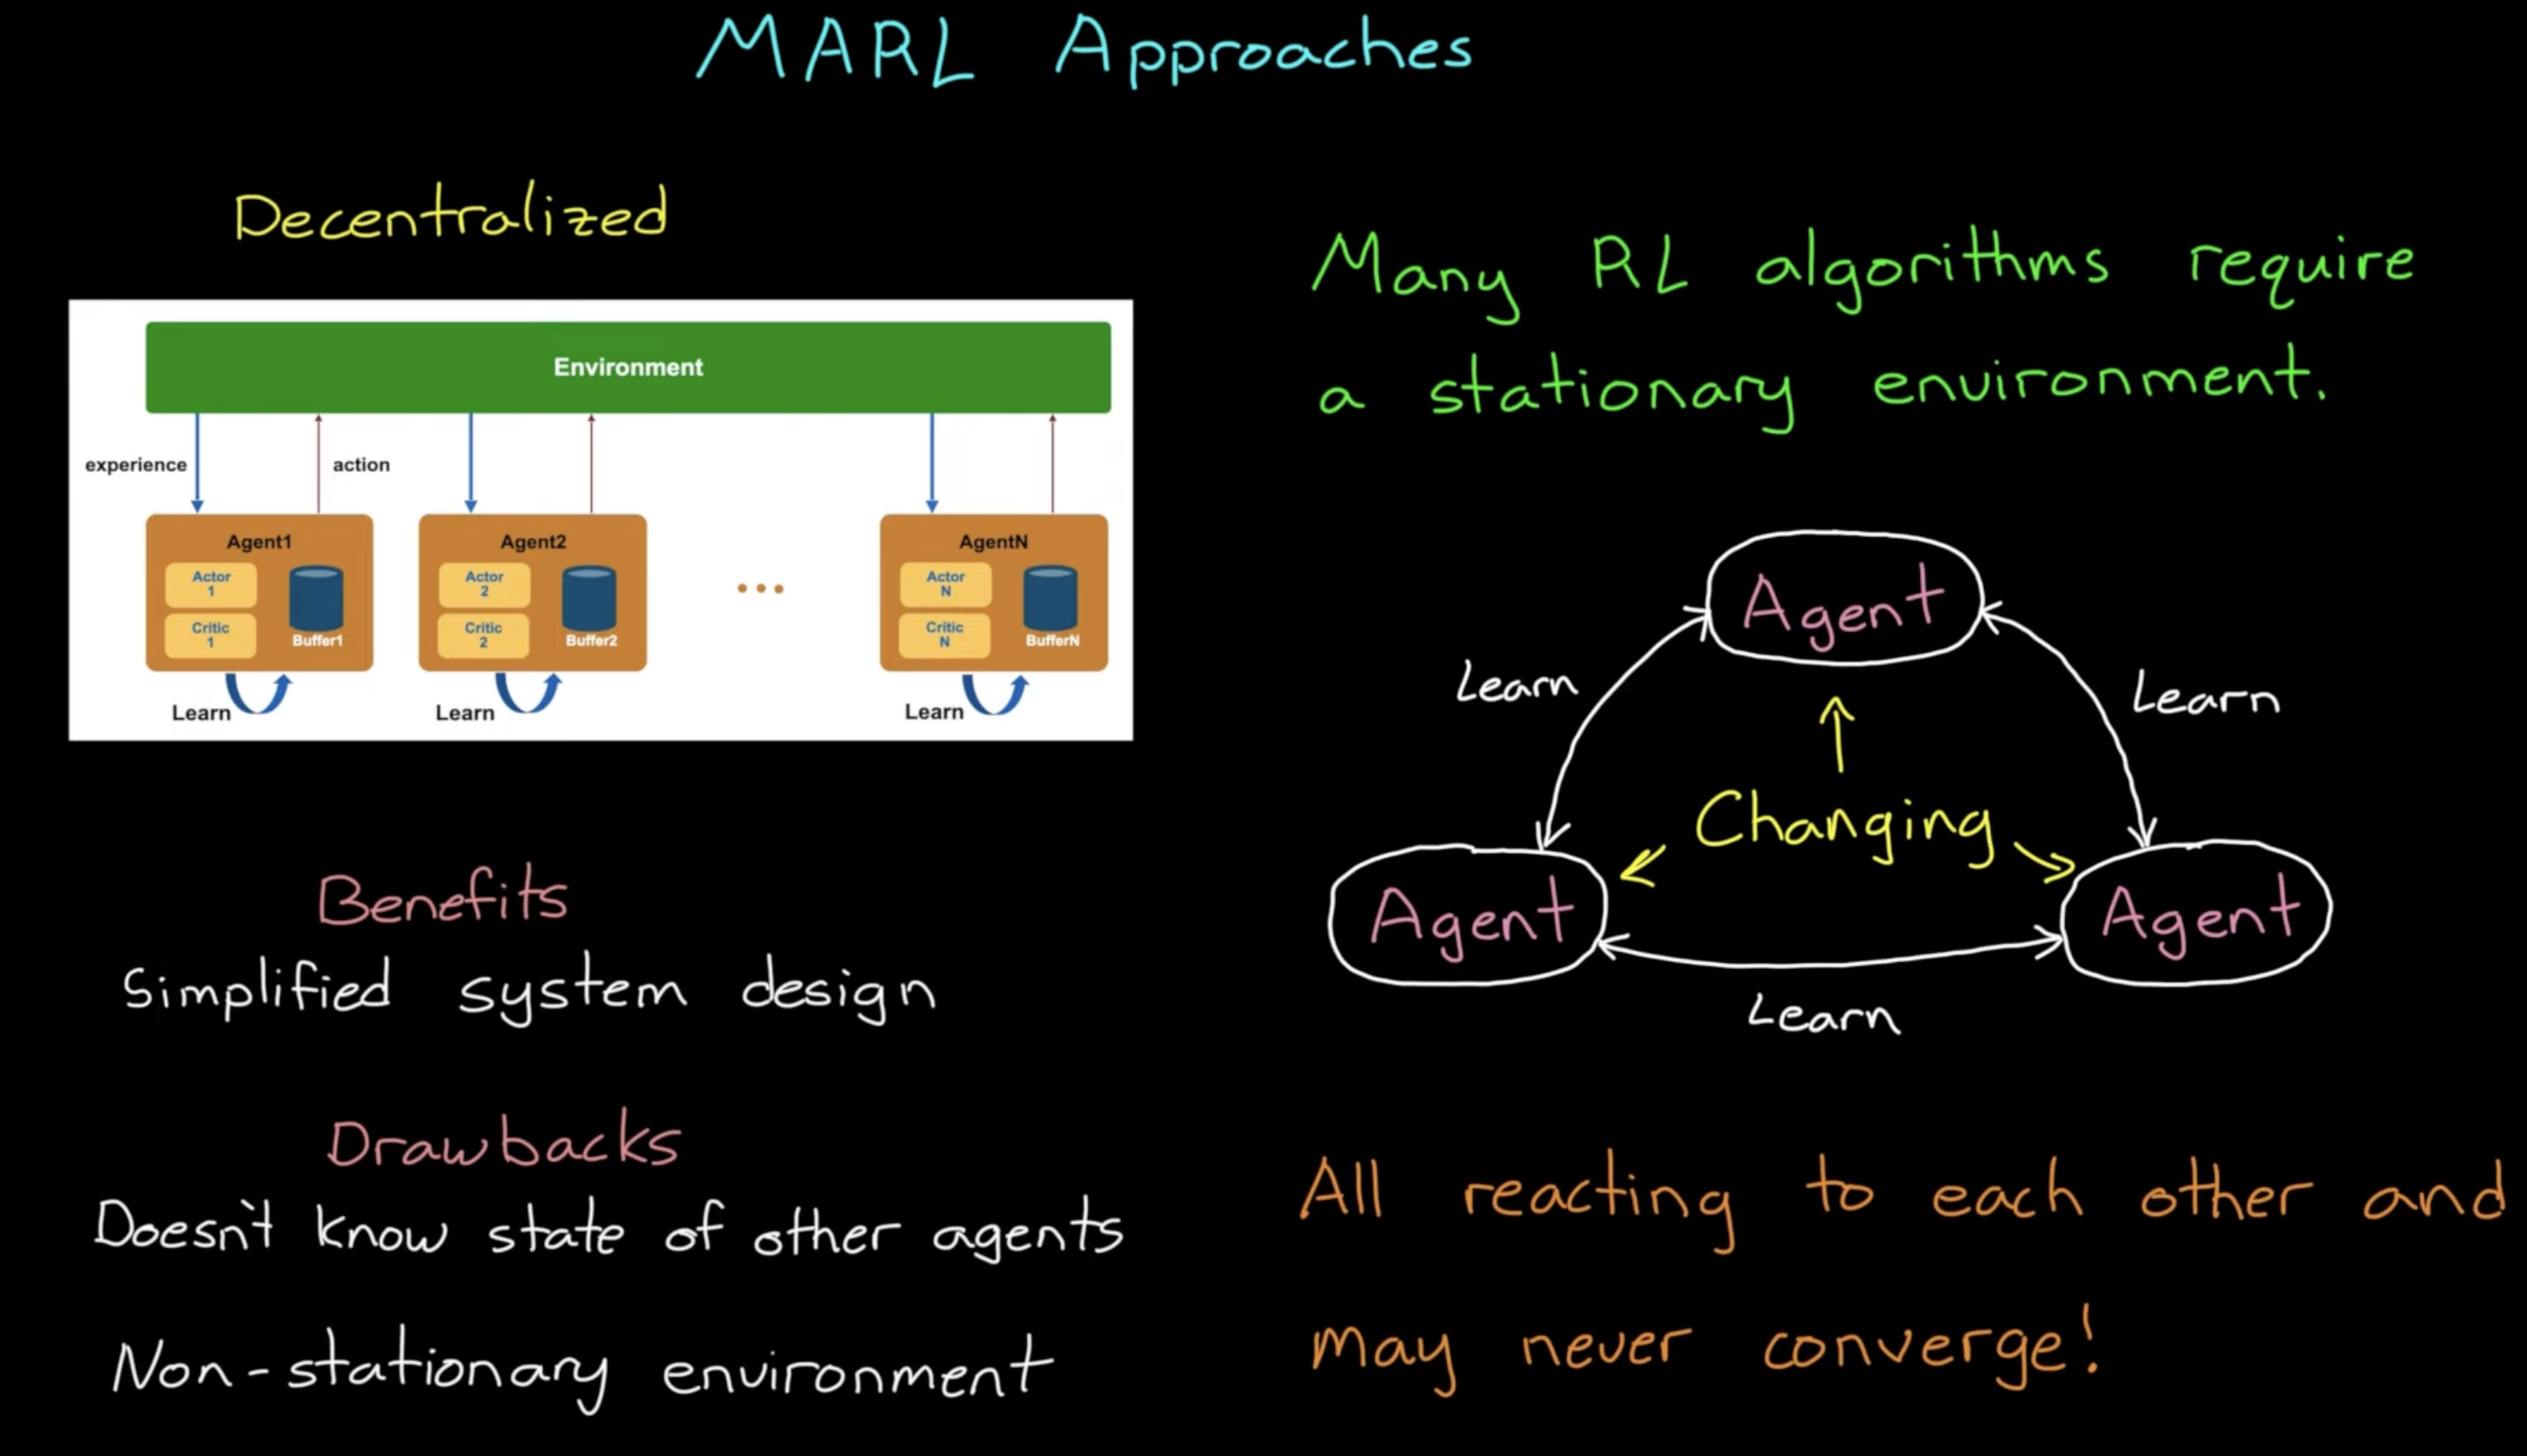 MARL Approaches
Decentralized
Environment
experience
action
Agent1
Actor
1
Critic
1
Buffer1
Learn
Agent2
Actor
2
Critic
2
Buffer2
Learn
AgentN
Actor
N
Critic
N
BufferN
Learn
Benefits
Simplified system design
Drawbacks
Doesn't know state of other agents
Non-stationary environment
Many RL algorithms require
a stationary environment.
Agent
Learn
Learn
Changing
Agent
Agent
Learn
All reacting to each other and
may never converge!